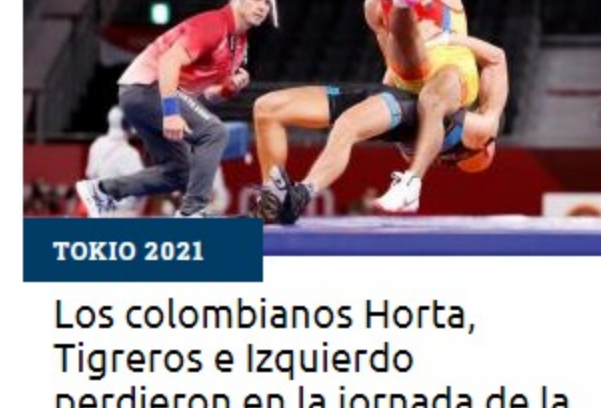 TOKIO 2021
Los colombianos Horta,
Tigreros e Izquierdo
perdieron en la jornada de la